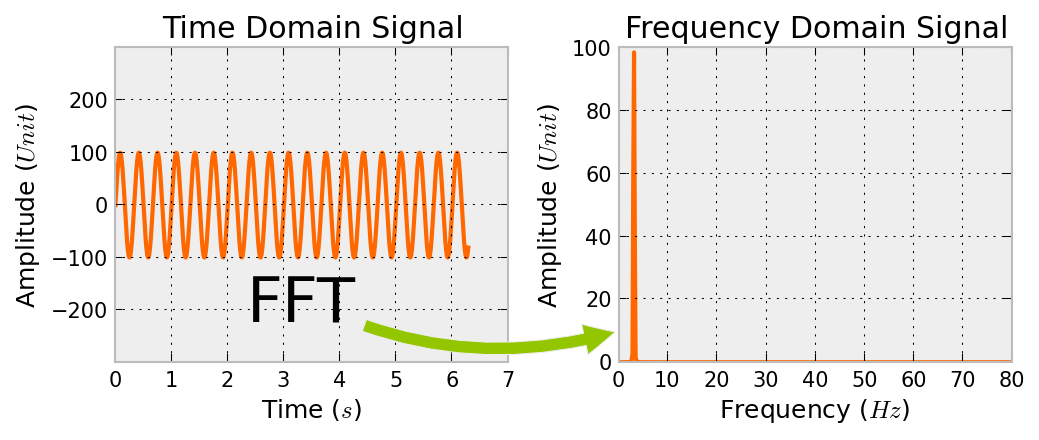 Time Domain Signal
Amplitude (Unit)
200
100
0
−100
−200
FFT
0 1 2 3 4 5 6 7
Time (s)
Frequency Domain Signal
Amplitude (Unit)
100
80
60
40
20
0
0 10 20 30 40 50 60 70 80
Frequency (Hz)